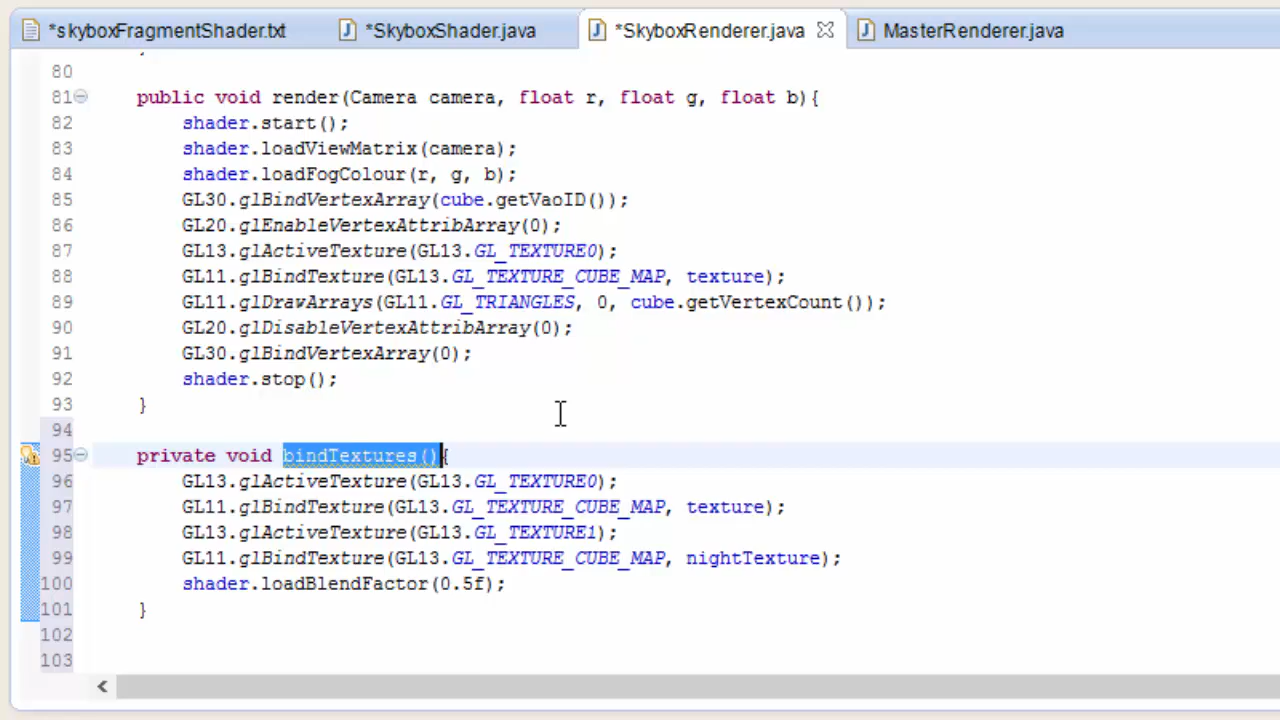 *skyboxFragmentShader.txt *SkyboxShader.java *SkyboxRenderer.java MasterRenderer.java
80
81 public void render(Camera camera, float r, float g, float b){
82 shader.start();
83 shader.loadViewMatrix(camera);
84 shader.loadFogColour(r, g, b);
85 GL30.glBindVertexArray(cube.getVaoID());
86 GL20.glEnableVertexAttribArray(0);
87 GL13.glActiveTexture(GL13.GL_TEXTURE0);
88 GL11.glBindTexture(GL13.GL_TEXTURE_CUBE_MAP, texture);
89 GL11.glDrawArrays(GL11.GL_TRIANGLES, 0, cube.getVertexCount());
90 GL20.glDisableVertexAttribArray(0);
91 GL30.glBindVertexArray(0);
92 shader.stop();
93 }
94
95 private void bindTextures(){
96 GL13.glActiveTexture(GL13.GL_TEXTURE0);
97 GL11.glBindTexture(GL13.GL_TEXTURE_CUBE_MAP, texture);
98 GL13.glActiveTexture(GL13.GL_TEXTURE1);
99 GL11.glBindTexture(GL13.GL_TEXTURE_CUBE_MAP, nightTexture);
100 shader.loadBlendFactor(0.5f);
101 }
102
103